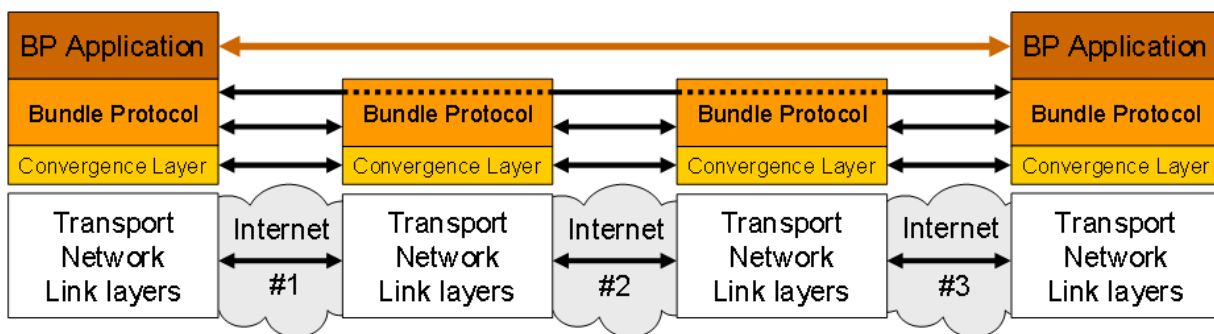 BP Application
BP Application
Bundle Protocol
Bundle Protocol
Bundle Protocol
Bundle Protocol
Convergence Layer
Convergence Layer
Convergence Layer
Convergence Layer
Transport
Network
Link layers
Internet
#1
Transport
Network
Link layers
Internet
#2
Transport
Network
Link layers
Internet
#3
Transport
Network
Link layers